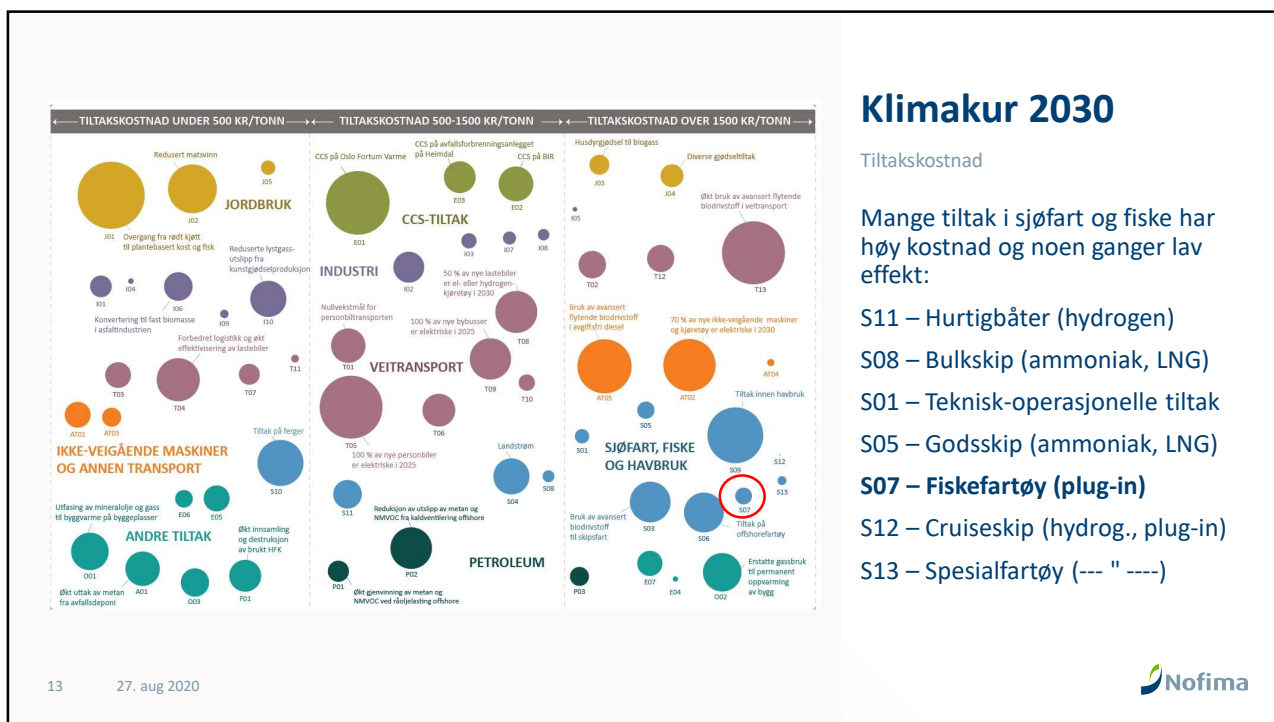 TILTAKSKOSTNAD UNDER 500 KR/TONN
TILTAKSKOSTNAD 500-1500 KR/TONN
TILTAKSKOSTNAD OVER 1500 KR/TONN
Redusert matsvinn
J05
J02
JORDBRUK
J01
Overgang fra rødt kjøtt
til plantebasert kost og fisk
Reduserte lystgass-
utslipp fra
kunstgjødselproduksjon
I01
I04
I06
I09
I10
Konvertering til fast biomasse
i asfaltindustrien
Forbedret logistikk og økt
effektivisering av lastebiler
T11
T03
T04
T07
AT01
AT03
IKKE-VEIGÅENDE MASKINER
OG ANNEN TRANSPORT
Tiltak på ferger
S10
Utfasing av mineralolje og gass
til byggvarme på byggeplasser
E06
E05
ANDRE TILTAK
Økt innsamling
og destruksjon
av brukt HFK
O01
A01
O03
F01
Økt uttak av metan
fra avfallsdeponi
CCS på Oslo Fortum Varme
CCS på avfallsforbrenningsanlegget
på Heimdal
CCS på BIR
E03
E02
CCS-TILTAK
E01
I03
I07
I08
INDUSTRI
I02
50 % av nye lastebiler
er el- eller hydrogen-
kjøretøy i 2030
Nullvekstmål for
personbiltransporten
100 % av nye bybusser
er elektriske i 2025
T08
T01
VEITRANSPORT
T09
T10
T05
T06
100 % av nye personbiler
er elektriske i 2025
Landstrøm
S04
S08
S11
Reduksjon av utslipp av metan og
NMVOC fra kaldventilering offshore
P02
PETROLEUM
P01
Økt gjenvinning av metan og
NMVOC ved råoljelasting offshore
Husdyrgjødsel til biogass
J03
Diverse gjødseltiltak
J04
Økt bruk av avansert flytende
biodrivstoff i veitransport
I05
T02
T12
T13
Bruk av avansert
flytende biodrivstoff
i avgiftsfri diesel
70 % av nye ikke-veigående maskiner
og kjøretøy er elektriske i 2030
AT05
AT02
AT04
Tiltak innen havbruk
S05
S01
SJØFART, FISKE
OG HAVBRUK
S09
S12
S13
S07
Bruk av avansert
biodrivstoff
til skipsfart
S03
S06
Tiltak på
offshorefartøy
P03
E07
E04
O02
Erstatte gassbruk
til permanent
oppvarming
av bygg
Klimakur 2030
Tiltakskostnad
Mange tiltak i sjøfart og fiske har
høy kostnad og noen ganger lav
effekt:
S11 – Hurtigbåter (hydrogen)
S08 – Bulkskip (ammoniak, LNG)
S01 – Teknisk-operasjonelle tiltak
S05 – Godsskip (ammoniak, LNG)
S07 – Fiskefartøy (plug-in)
S12 – Cruiseskip (hydrog., plug-in)
S13 – Spesialfartøy (--- " ----)
13 27. aug 2020
Nofima